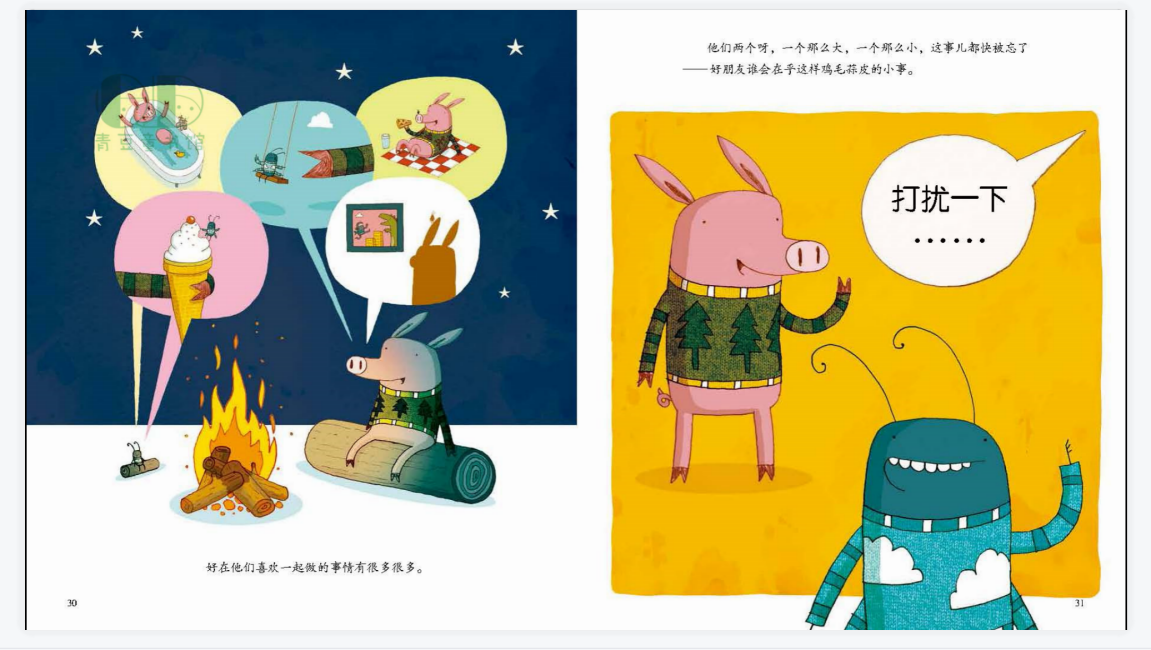 青豆
馆
好在他们喜欢一起做的事情有很多很多。
30
他们两个呀，一个那么大，一个那么小，这事儿都快被忘了
——好朋友谁会在乎这样鸡毛蒜皮的小事。
打扰一下
……
31